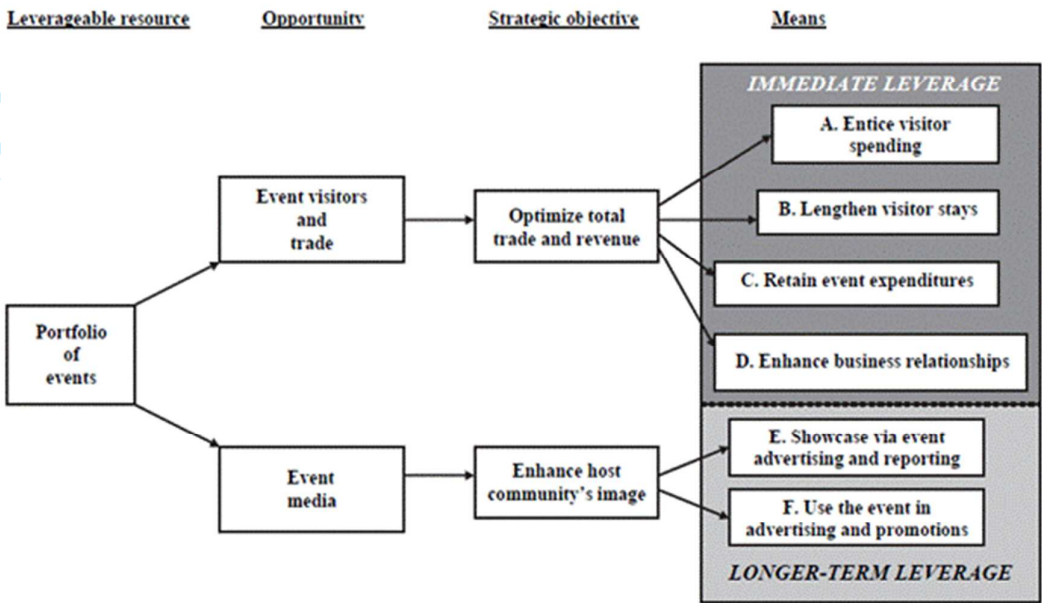 Leverageable resource
Opportunity
Strategic objective
Means
IMMEDIATE LEVERAGE
A. Entice visitor
spending
Event visitors
and
trade
Optimize total
trade and revenue
B. Lengthen visitor stays
C. Retain event expenditures
Portfolio
of
events
D. Enhance business relationships
Event
media
Enhance host
community's image
E. Showcase via event
advertising and reporting
F. Use the event in
advertising and promotions
LONGER-TERM LEVERAGE